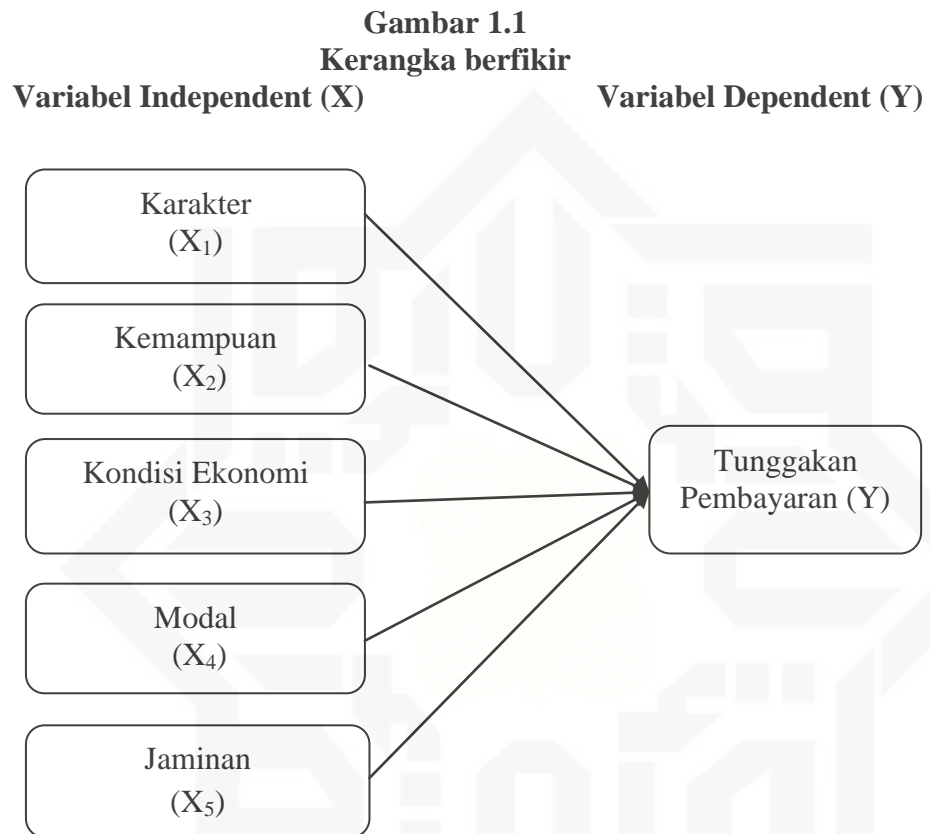 Gambar 1.1
Kerangka berfikir
Variabel Independent (X) Variabel Dependent (Y)
Karakter
(X₁)
Kemampuan
(X₂)
Kondisi Ekonomi
(X₃)
Modal
(X₄)
Jaminan
(X₅)
Tunggakan
Pembayaran (Y)